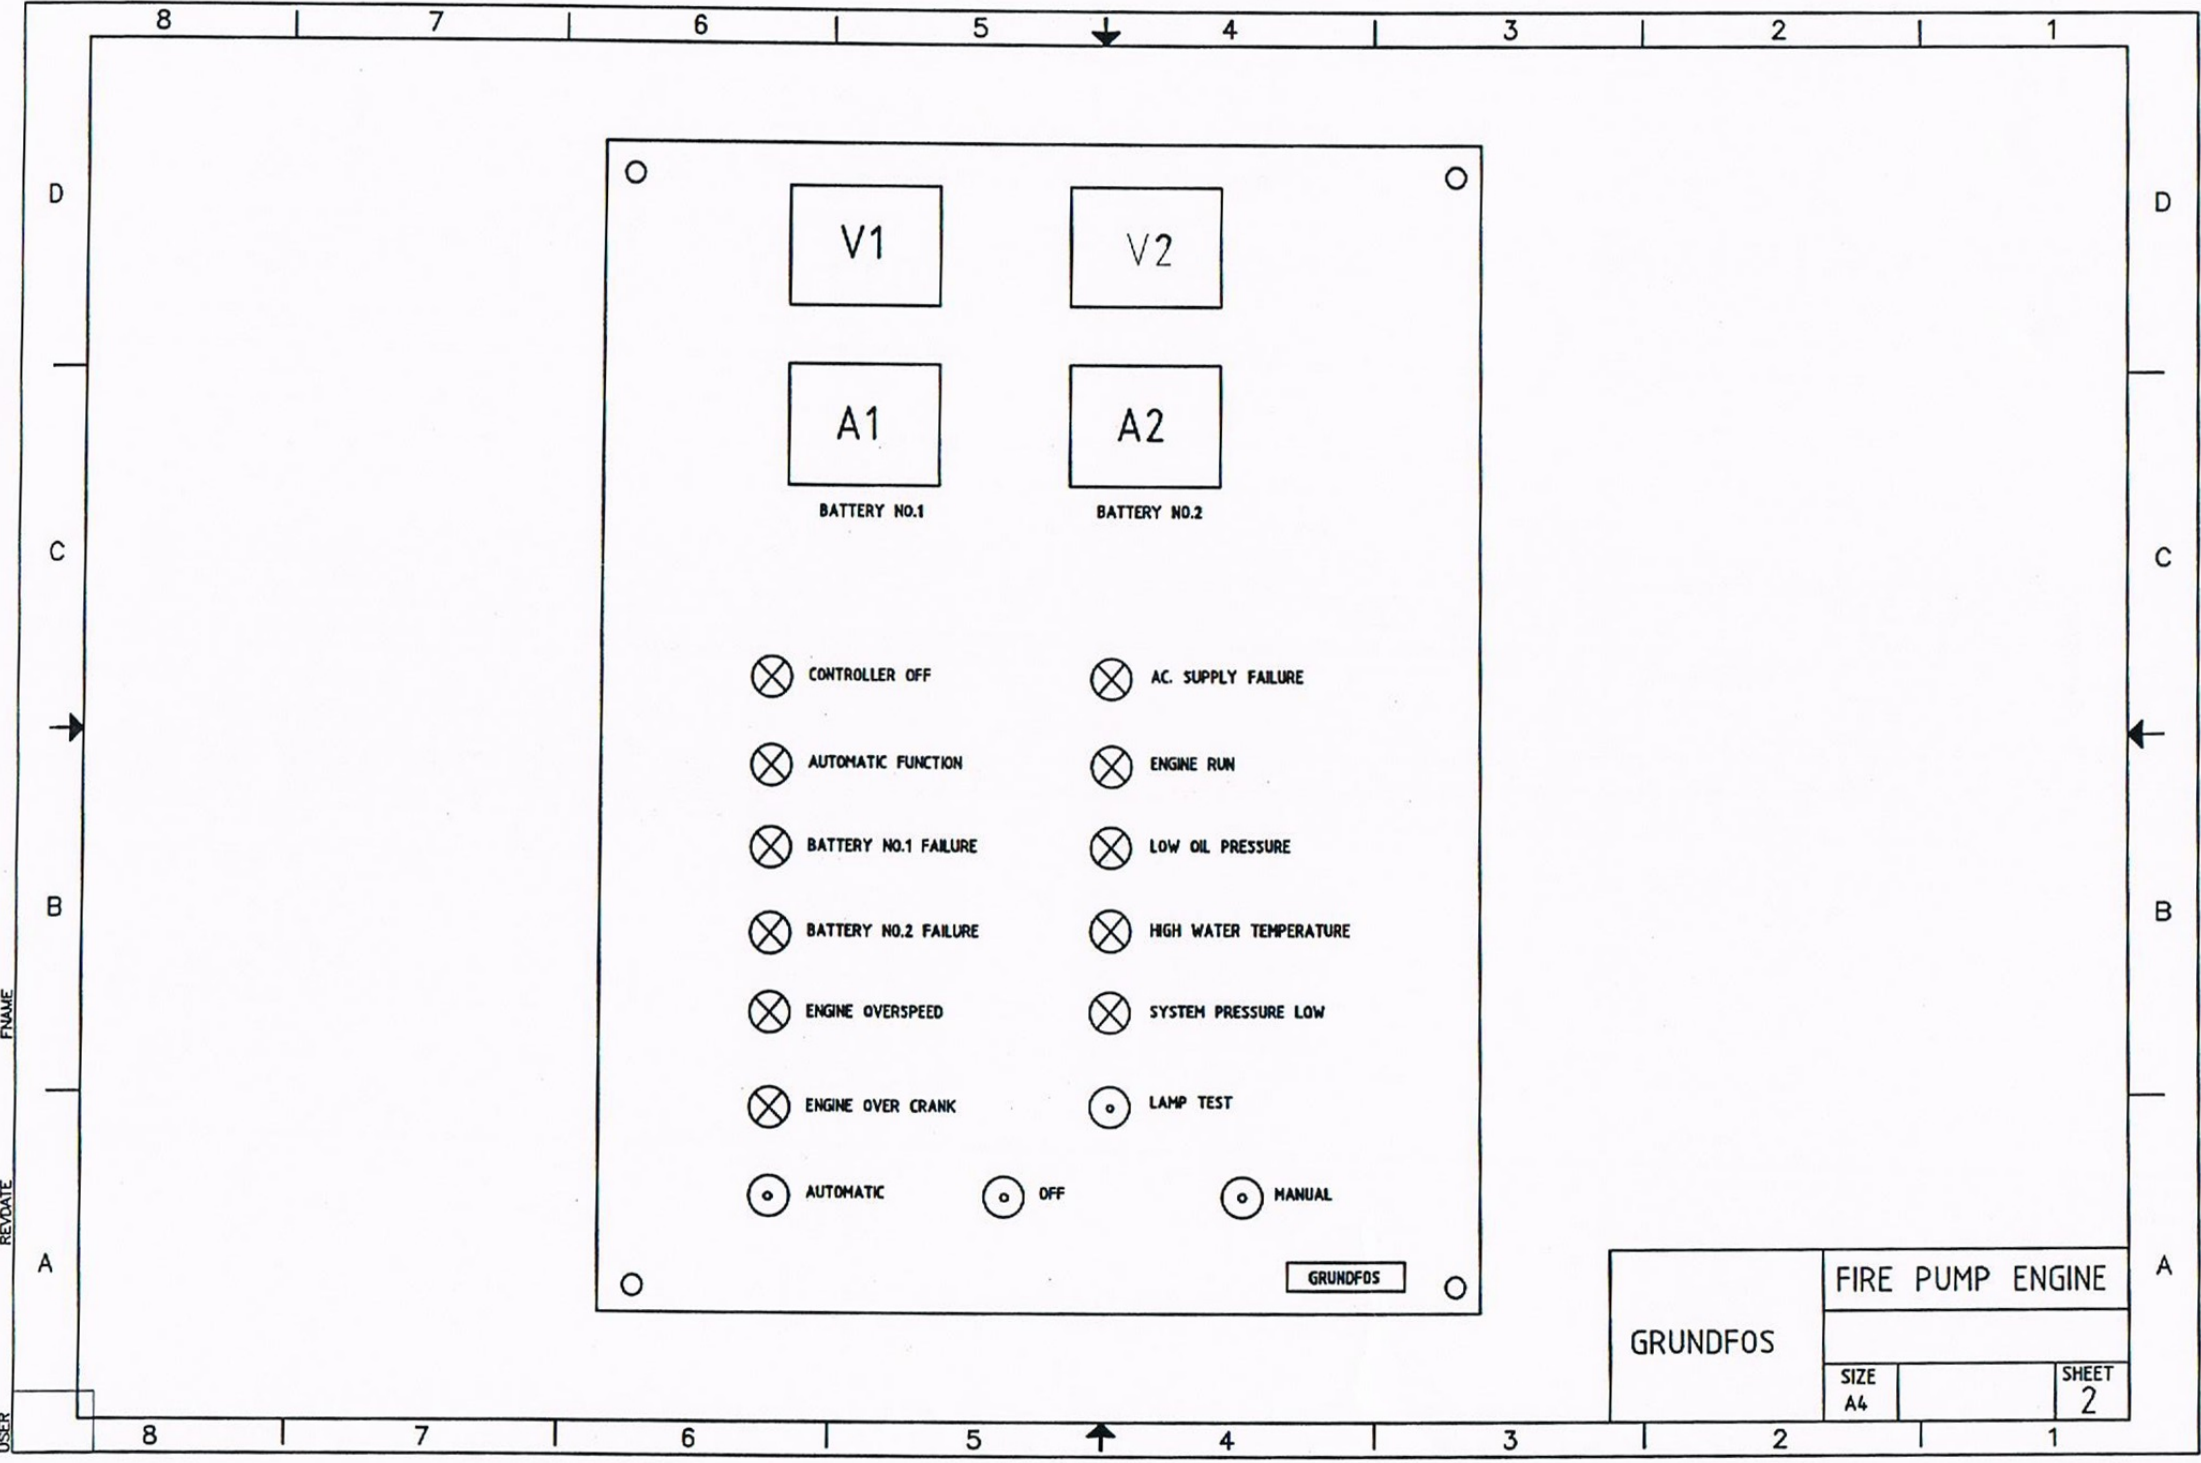 8 7 6 5 4 3 2 1
D D
V1 V2
A1 A2
BATTERY NO.1 BATTERY NO.2
C C
CONTROLLER OFF AC. SUPPLY FAILURE
AUTOMATIC FUNCTION ENGINE RUN
BATTERY NO.1 FAILURE LOW OIL PRESSURE
B B
BATTERY NO.2 FAILURE HIGH WATER TEMPERATURE
ENGINE OVERSPEED SYSTEM PRESSURE LOW
ENGINE OVER CRANK LAMP TEST
AUTOMATIC OFF MANUAL
A A
GRUNDFOS
FIRE PUMP ENGINE
GRUNDFOS
SIZE
A4
SHEET
2
8 7 6 5 4 3 2 1
FNAME
REVDATE
USER